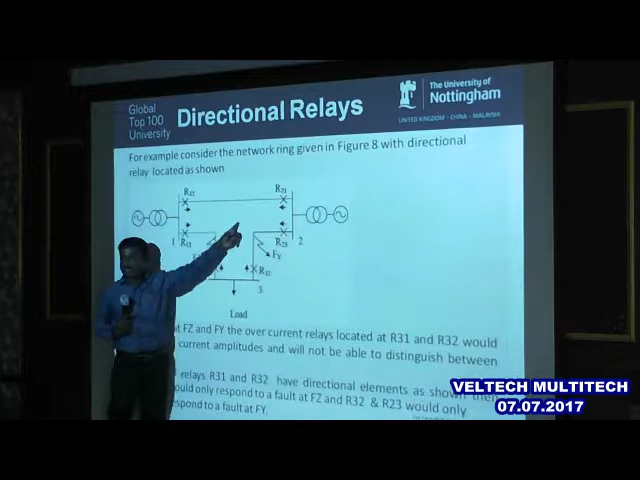 Global
Top 100
University
Directional Relays
The University of
Nottingham
UNITED KINGDOM · CHINA · MALAYSIA
For example consider the network ring given in Figure 8 with directional
relay located as shown
R12
R21
1
R13
R23
2
FY
R32
3
Load
at FZ and FY the over current relays located at R31 and R32 would
current amplitudes and will not be able to distinguish between
relays R31 and R32 have directional elements as shown then
would only respond to a fault at FZ and R32 & R23 would only
respond to a fault at FY.
VELTECH MULTITECH
07.07.2017